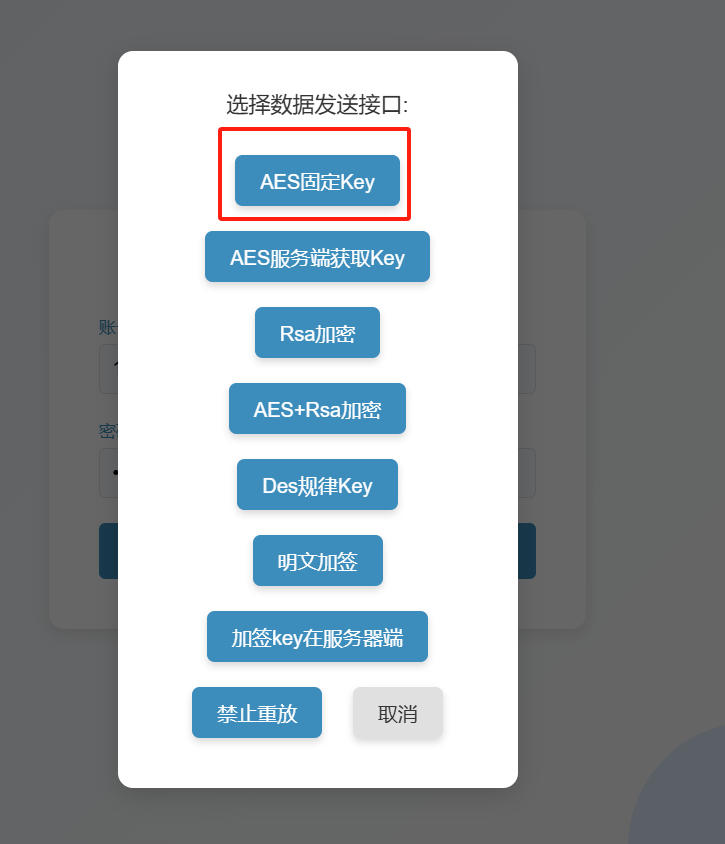 选择数据发送接口:
AES固定Key
AES服务端获取Key
账
Rsa加密
AES+Rsa加密
Des规律Key
明文加签
加签key在服务器端
禁止重放 取消